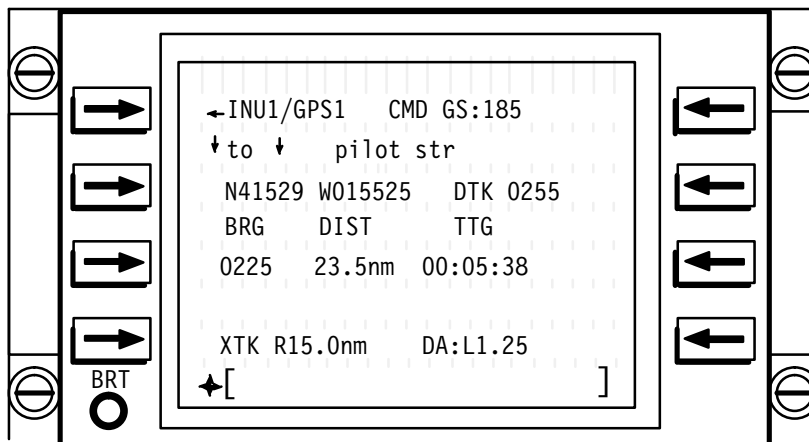 ←INU1/GPS1 CMD GS:185
↓to ↓ pilot str
N41529 W015525 DTK 0255
BRG DIST TTG
0225 23.5nm 00:05:38
XTK R15.0nm DA:L1.25
BRT
[ ]